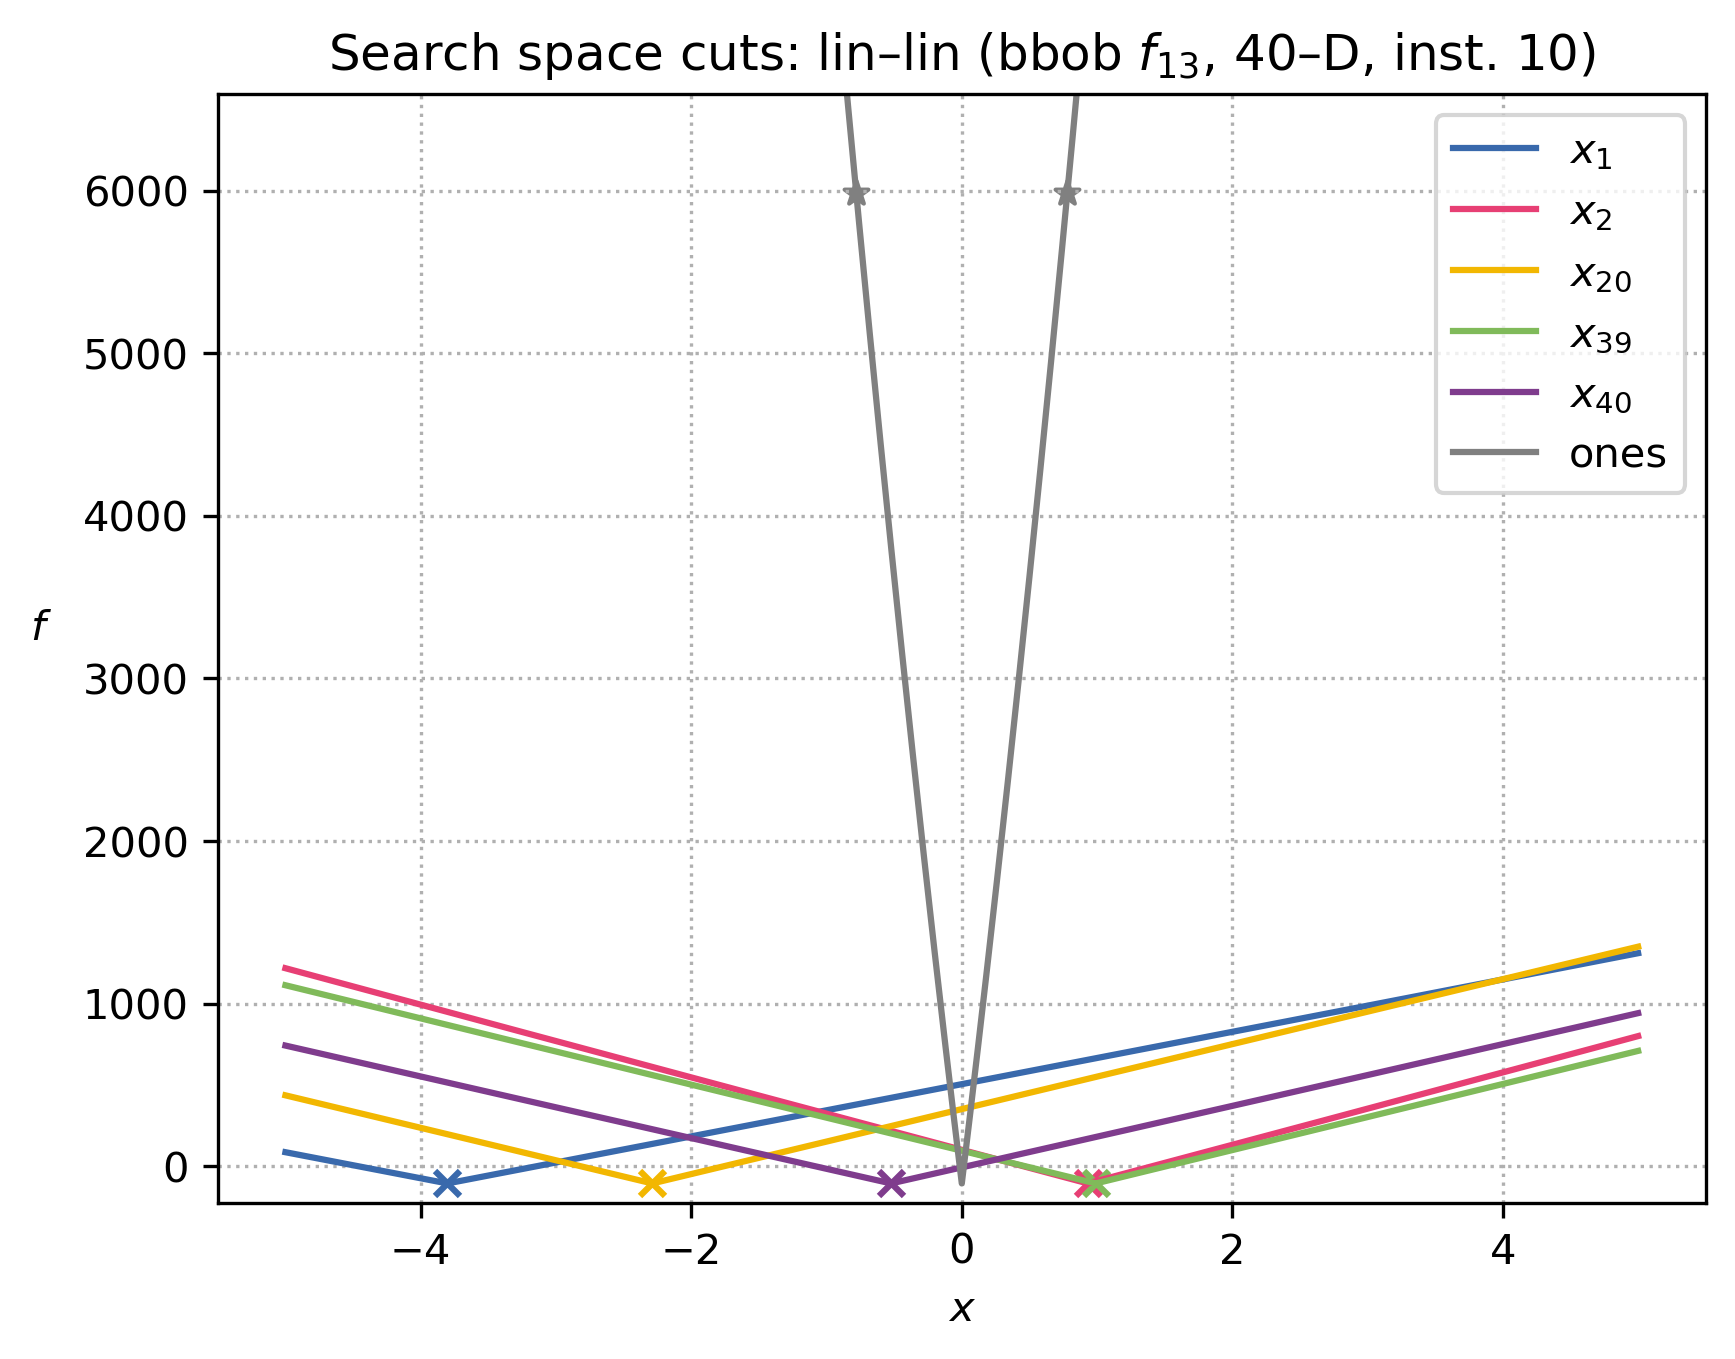 Search space cuts: lin–lin (bbob f13, 40–D, inst. 10)
x1
x2
x20
x39
x40
ones
6000
5000
4000
3000
2000
1000
0
f
−4 −2 0 2 4
x